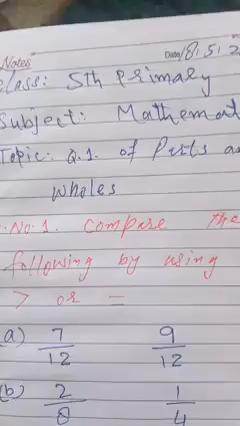 Notes
Date 18.5.2
Class: 5th primary
Subject: Mathemat
Topic: Q.1. of Parts a
wholes
.No.1. Compare the
following by using
> or =
a) 7/12 9/12
(b) 2/8 1/4